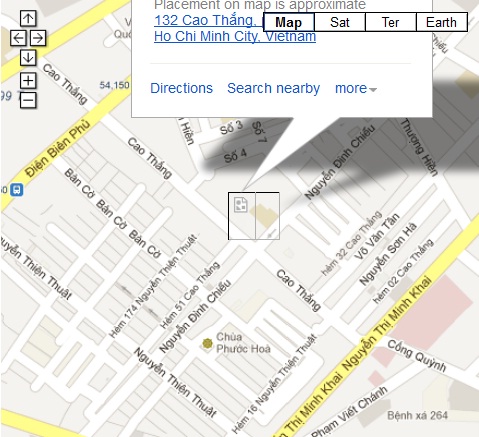 Placement on map is approximate
132 Cao Thắng,
Ho Chi Minh City, Vietnam
Map
Sat
Ter
Earth
Directions
Search nearby
more
54,150
Cao Thắng
Điện Biên Phủ
Số 3
Số 7
Số 4
Hiền
Thượng Hiền
Nguyễn Đình Chiểu
Cao Thắng
Bàn Cờ
Bàn Cờ
Bàn Cờ
Nguyễn Thiện Thuật
Hẻm 174 Nguyễn Thiện Thuật
Hẻm 51 Cao Thắng
Nguyễn Đình Chiểu
hẻm 32 Cao Thắng
Võ Văn Tần
Nguyễn Sơn Hà
hẻm 02 Cao Thắng
Cao Thắng
Nguyễn Thị Minh Khai
Chùa
Phước Hoà
Nguyễn Thiện Thuật
Hẻm 16 Nguyễn Thiện Thuật
Nguyễn Thị Minh Khai
Cống Quỳnh
Phạm Viết Chánh
Bệnh xá 264